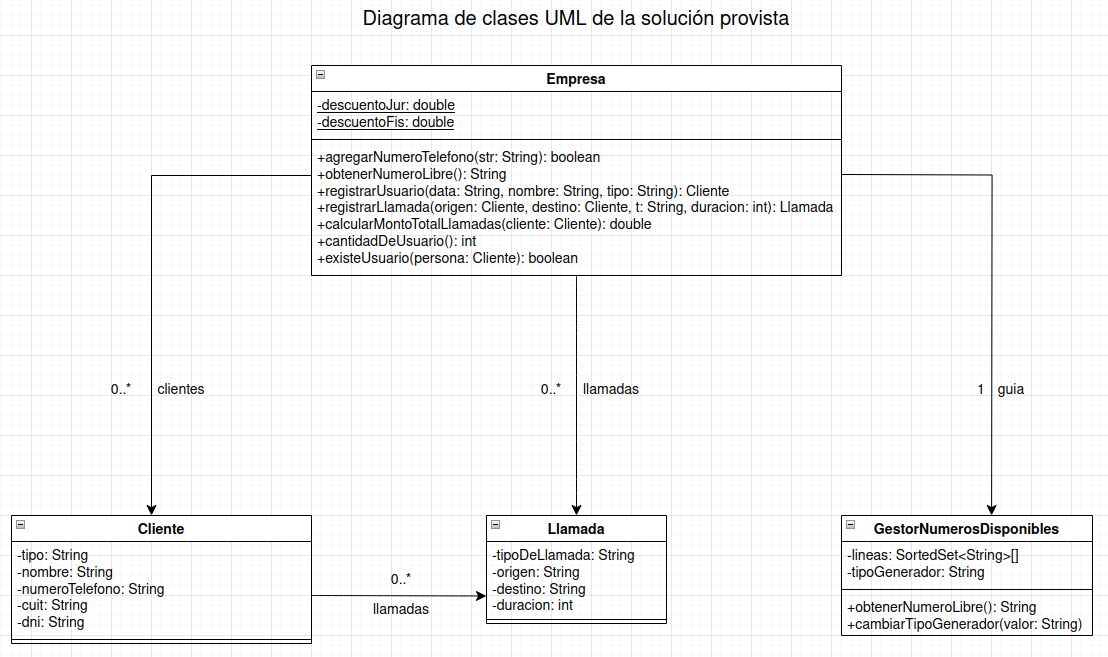 Diagrama de clases UML de la solución provista
Empresa
-descuentoJur: double
-descuentoFis: double
+agregarNumeroTelefono(str: String): boolean
+obtenerNumeroLibre(): String
+registrarUsuario(data: String, nombre: String, tipo: String): Cliente
+registrarLlamada(origen: Cliente, destino: Cliente, t: String, duracion: int): Llamada
+calcularMontoTotalLlamadas(cliente: Cliente): double
+cantidadDeUsuario(): int
+existeUsuario(persona: Cliente): boolean
0..* clientes
0..* llamadas
1 guia
Cliente
-tipo: String
-nombre: String
-numeroTelefono: String
-cuit: String
-dni: String
0..*
llamadas
Llamada
-tipoDeLlamada: String
-origen: String
-destino: String
-duracion: int
GestorNumerosDisponibles
-lineas: SortedSet<String>[]
-tipoGenerador: String
+obtenerNumeroLibre(): String
+cambiarTipoGenerador(valor: String)